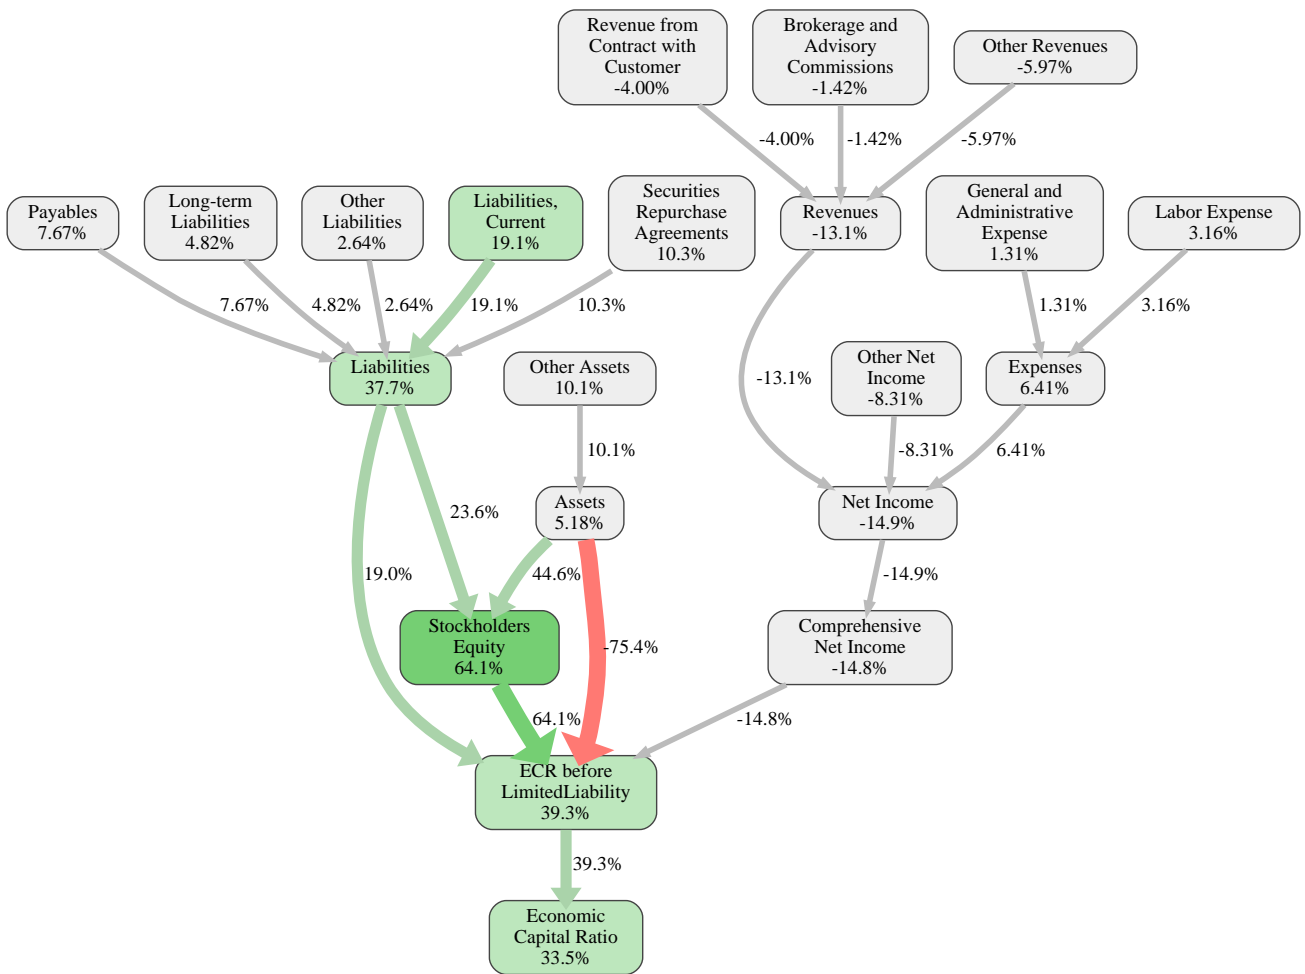 Revenue from
Contract with
Customer
-4.00%
Brokerage and
Advisory
Commissions
-1.42%
Other Revenues
-5.97%
-4.00%
-1.42%
-5.97%
Payables
7.67%
Long-term
Liabilities
4.82%
Other
Liabilities
2.64%
Liabilities,
Current
19.1%
Securities
Repurchase
Agreements
10.3%
Revenues
-13.1%
General and
Administrative
Expense
1.31%
Labor Expense
3.16%
7.67%
4.82%
2.64%
19.1%
10.3%
1.31%
3.16%
Liabilities
37.7%
Other Assets
10.1%
-13.1%
Other Net
Income
-8.31%
Expenses
6.41%
10.1%
-8.31%
6.41%
23.6%
Assets
5.18%
Net Income
-14.9%
19.0%
44.6%
-14.9%
Stockholders
Equity
64.1%
-75.4%
Comprehensive
Net Income
-14.8%
64.1%
-14.8%
ECR before
LimitedLiability
39.3%
39.3%
Economic
Capital Ratio
33.5%